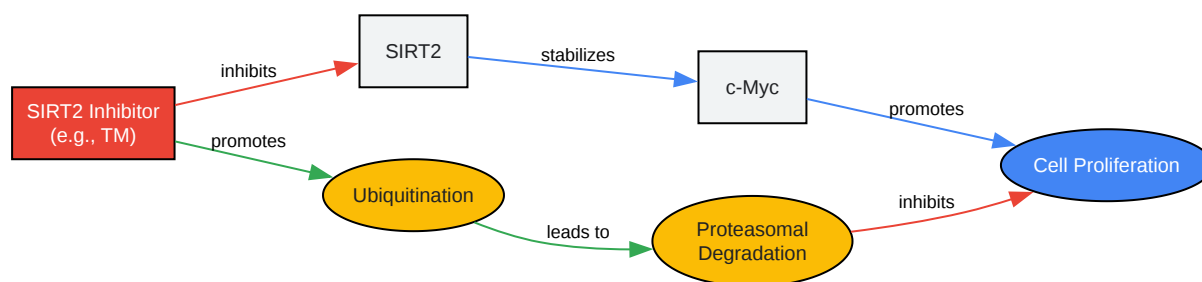 SIRT2 Inhibitor
(e.g., TM)
inhibits
SIRT2
stabilizes
c-Myc
promotes
Cell Proliferation
promotes
Ubiquitination
leads to
Proteasomal
Degradation
inhibits